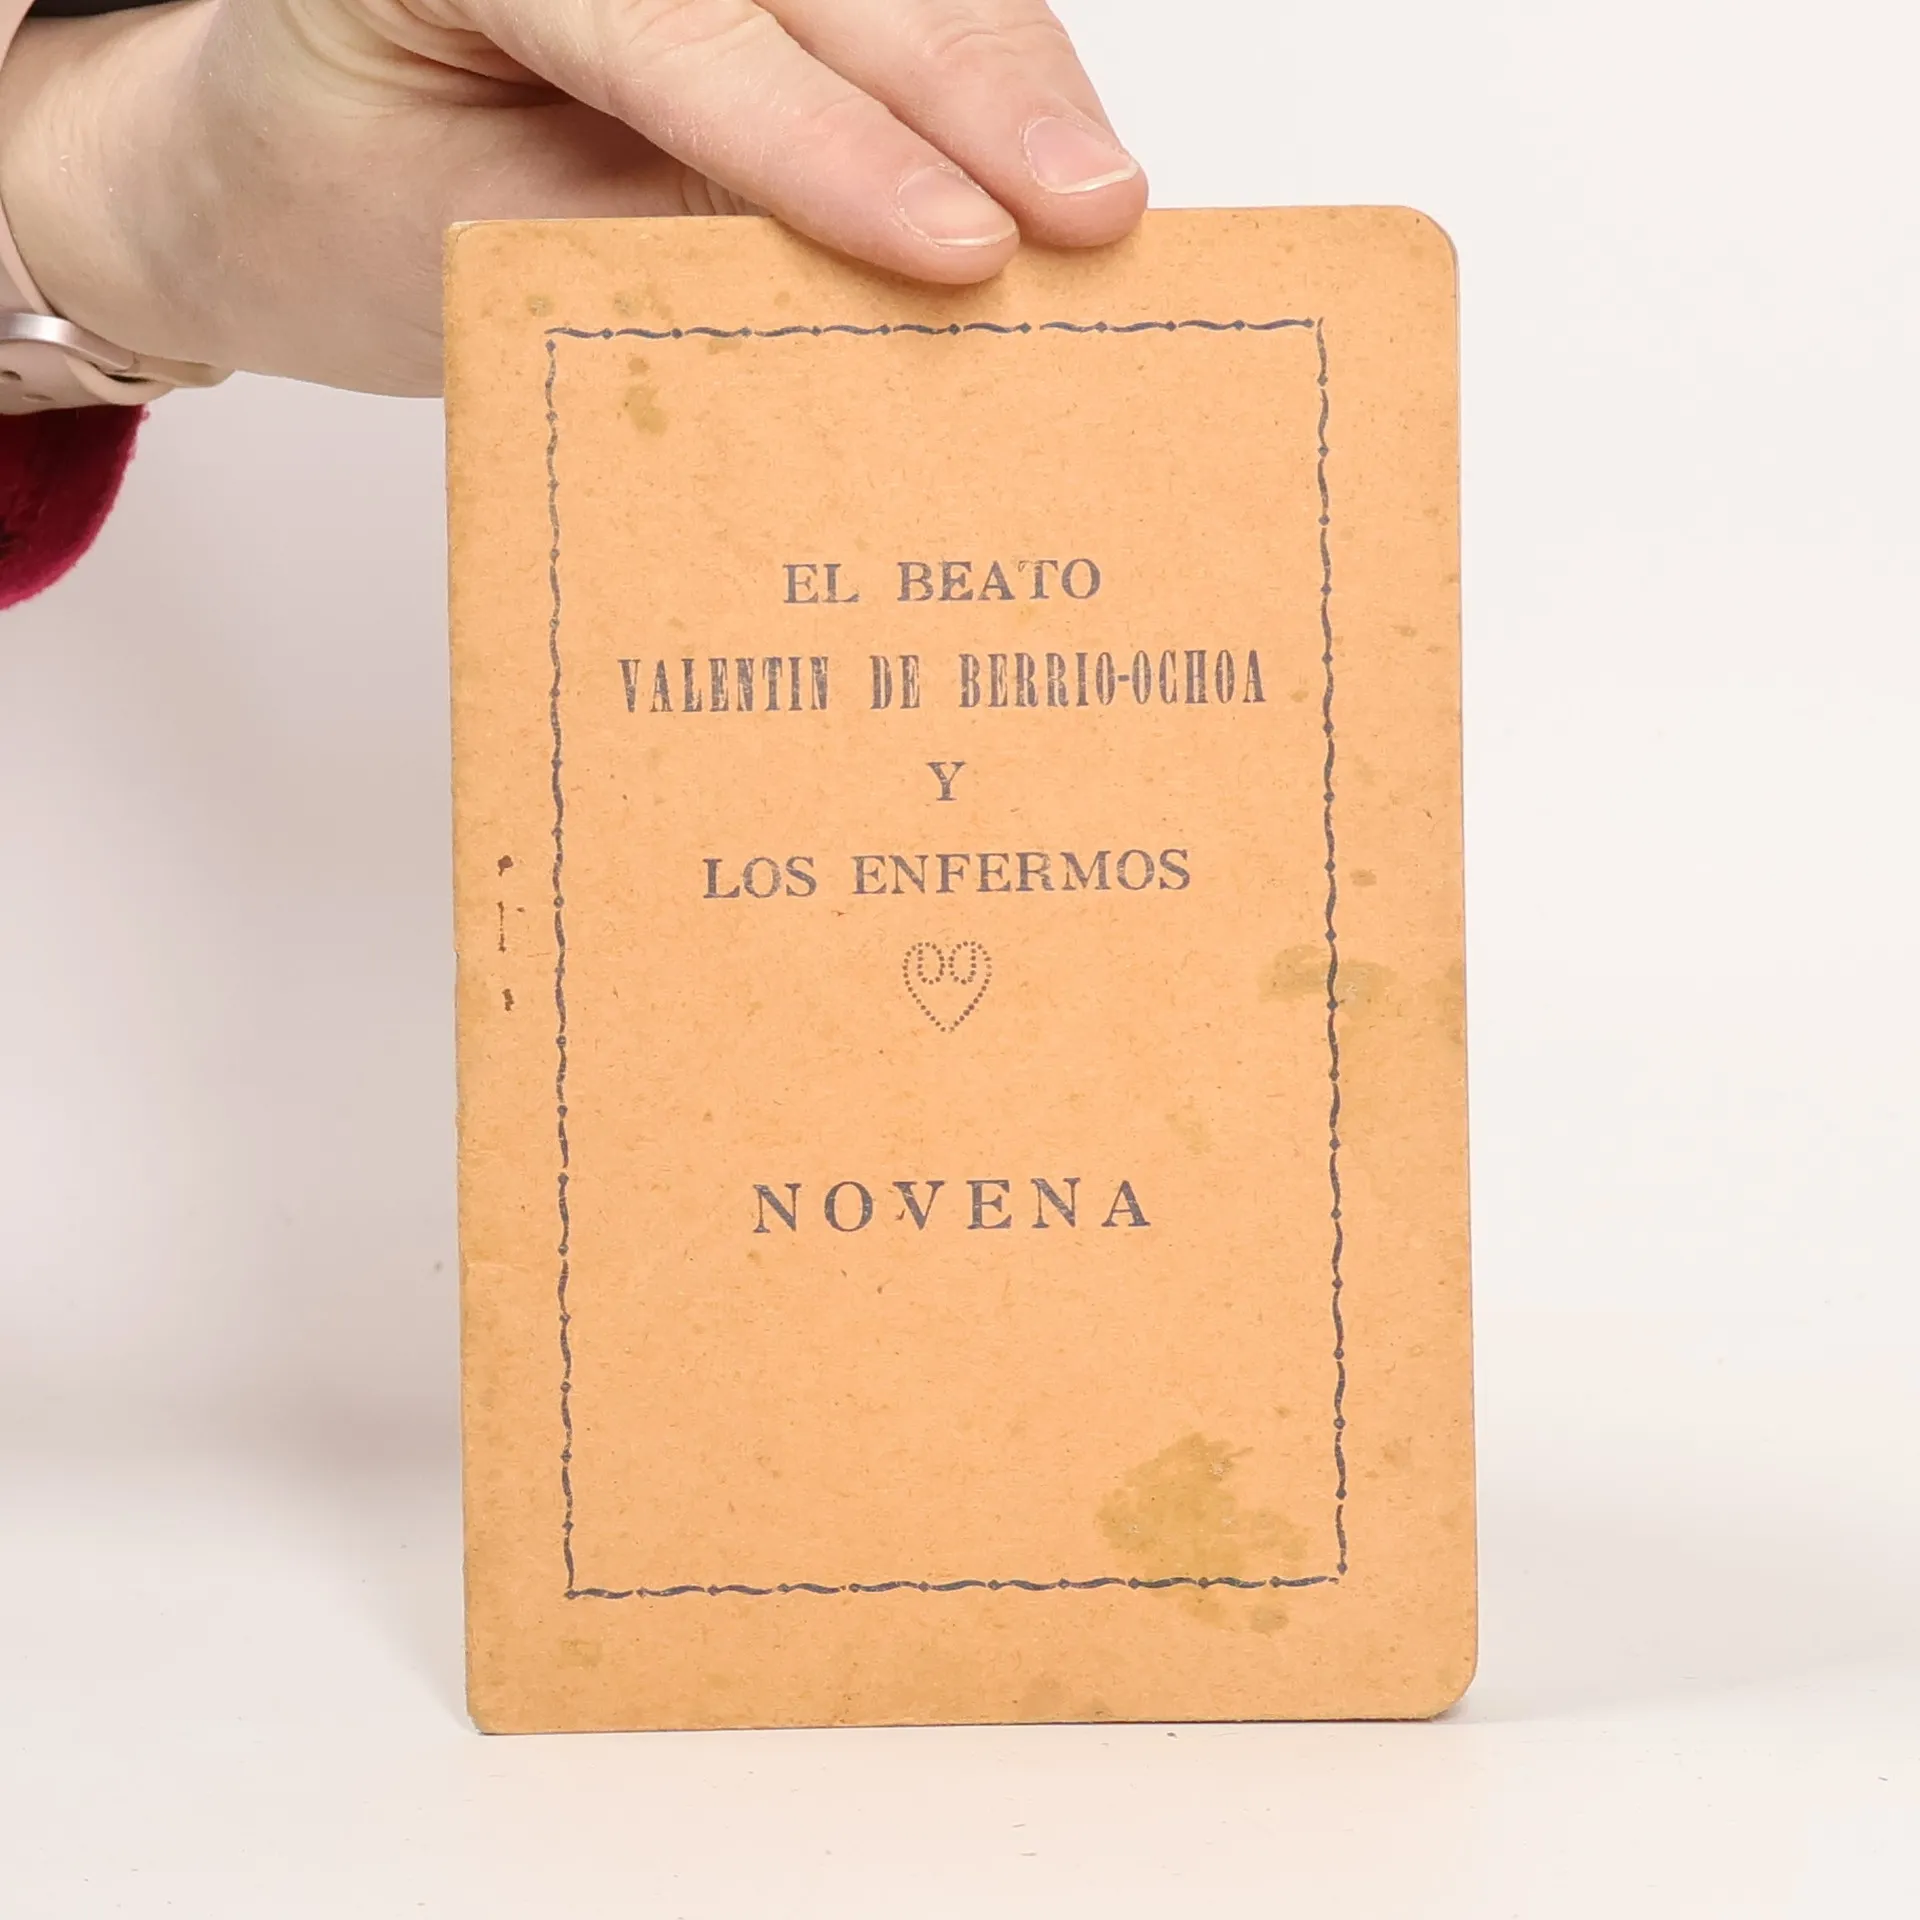 EL BEATO
VALENTIN DE BERRIO-OCHOA
Y
LOS ENFERMOS
NOVENA